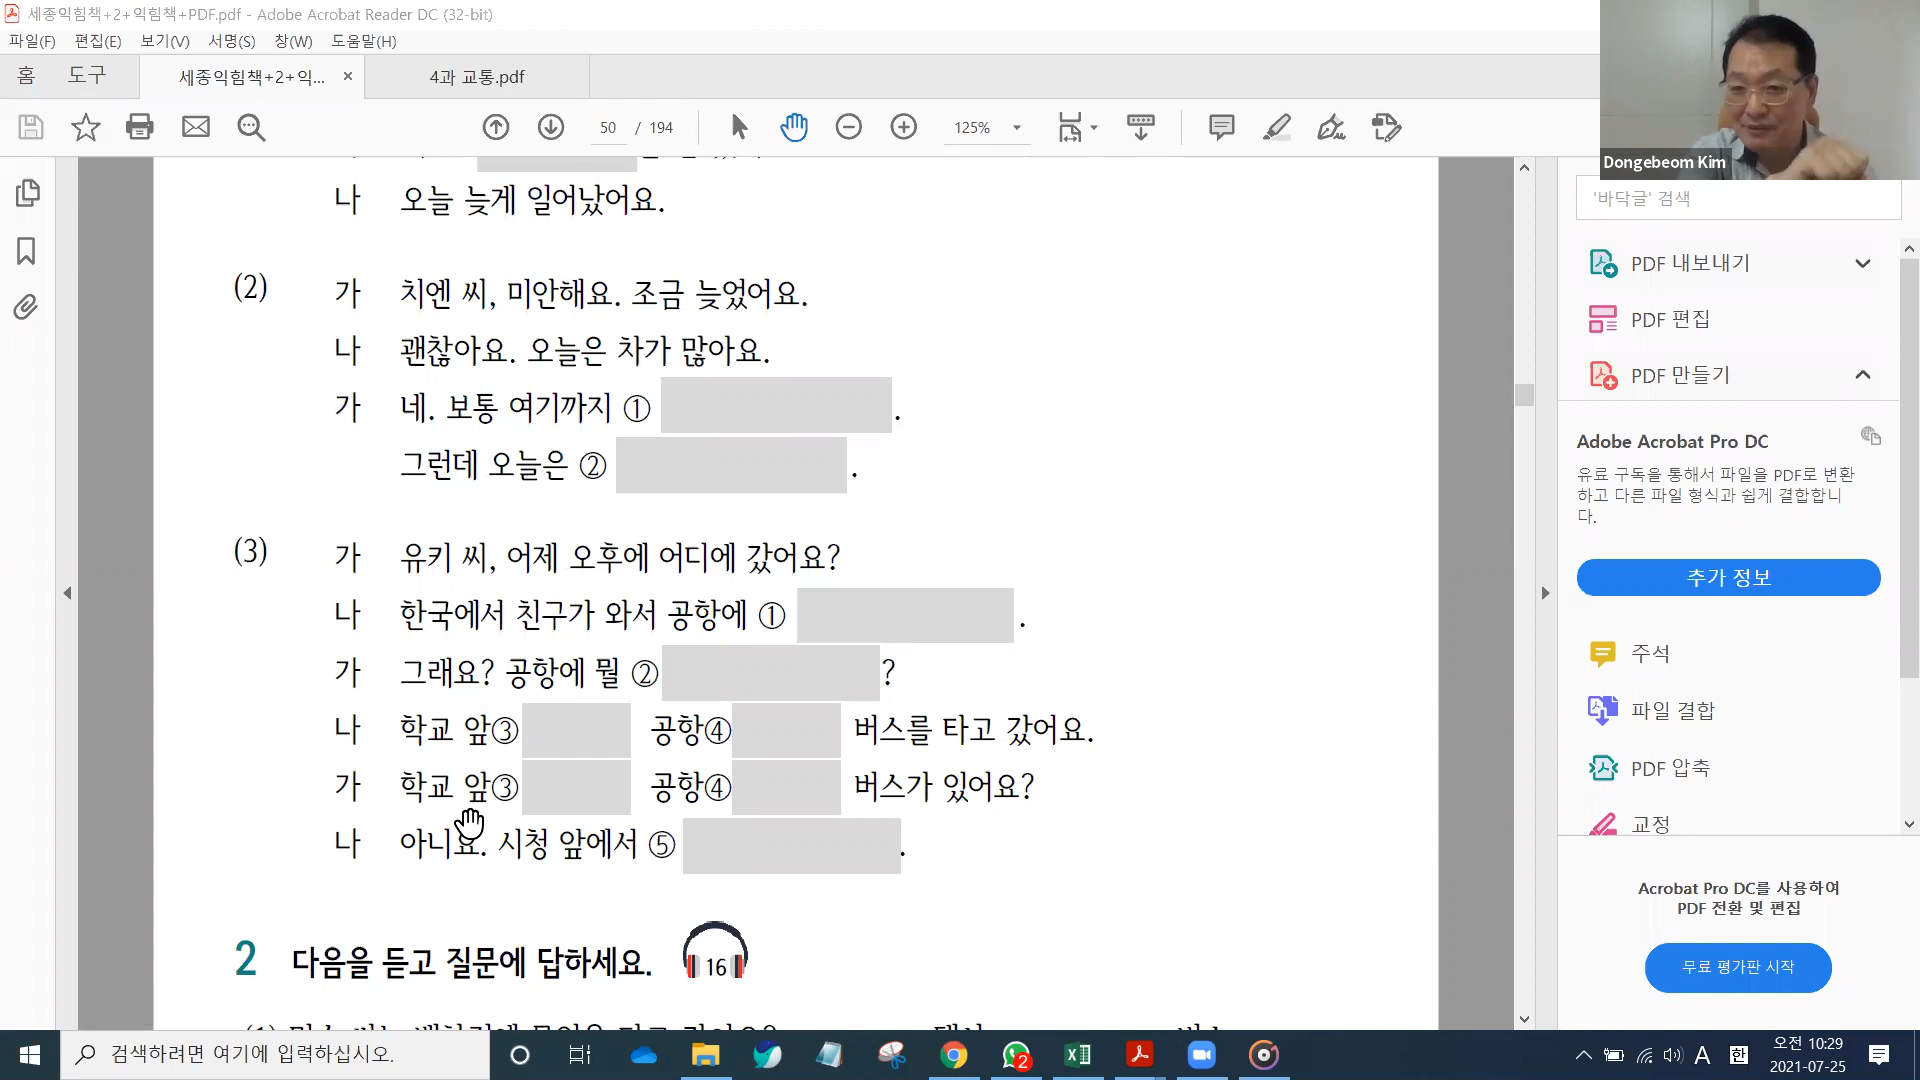 세종익힘책+2+익힘책+PDF.pdf - Adobe Acrobat Reader DC (32-bit)
파일(F) 편집(E) 보기(V) 서명(S) 창(W) 도움말(H)
홈 도구 세종익힘책+2+익... × 4과 교통.pdf
50 / 194 125%
Dongebeom Kim
나 오늘 늦게 일어났어요.
(2) 가 치엔 씨, 미안해요. 조금 늦었어요.
나 괜찮아요. 오늘은 차가 많아요.
가 네. 보통 여기까지 ① .
그런데 오늘은 ② .
(3) 가 유키 씨, 어제 오후에 어디에 갔어요?
나 한국에서 친구가 와서 공항에 ① .
가 그래요? 공항에 뭘 ② ?
나 학교 앞③ 공항④ 버스를 타고 갔어요.
가 학교 앞③ 공항④ 버스가 있어요?
나 아니요. 시청 앞에서 ⑤ .
2 다음을 듣고 질문에 답하세요. 16
'바닥글' 검색
PDF 내보내기
PDF 편집
PDF 만들기
Adobe Acrobat Pro DC
유료 구독을 통해서 파일을 PDF로 변환
하고 다른 파일 형식과 쉽게 결합합니
다.
추가 정보
주석
파일 결합
PDF 압축
교정
Acrobat Pro DC를 사용하여
PDF 전환 및 편집
무료 평가판 시작
검색하려면 여기에 입력하십시오.
2
A 한 오전 10:29
2021-07-25